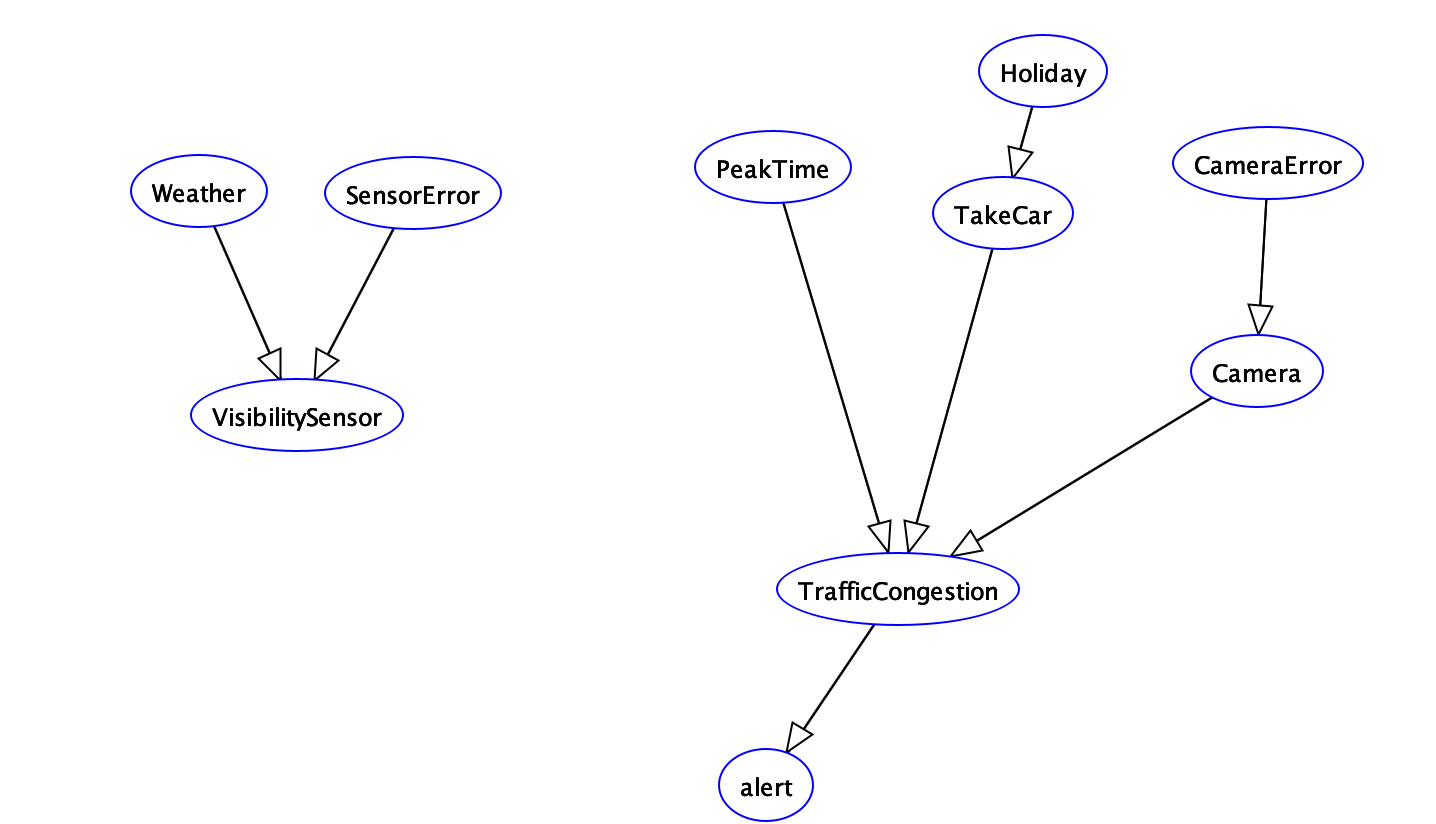 Holiday
PeakTime
CameraError
Weather
SensorError
TakeCar
Camera
VisibilitySensor
TrafficCongestion
alert